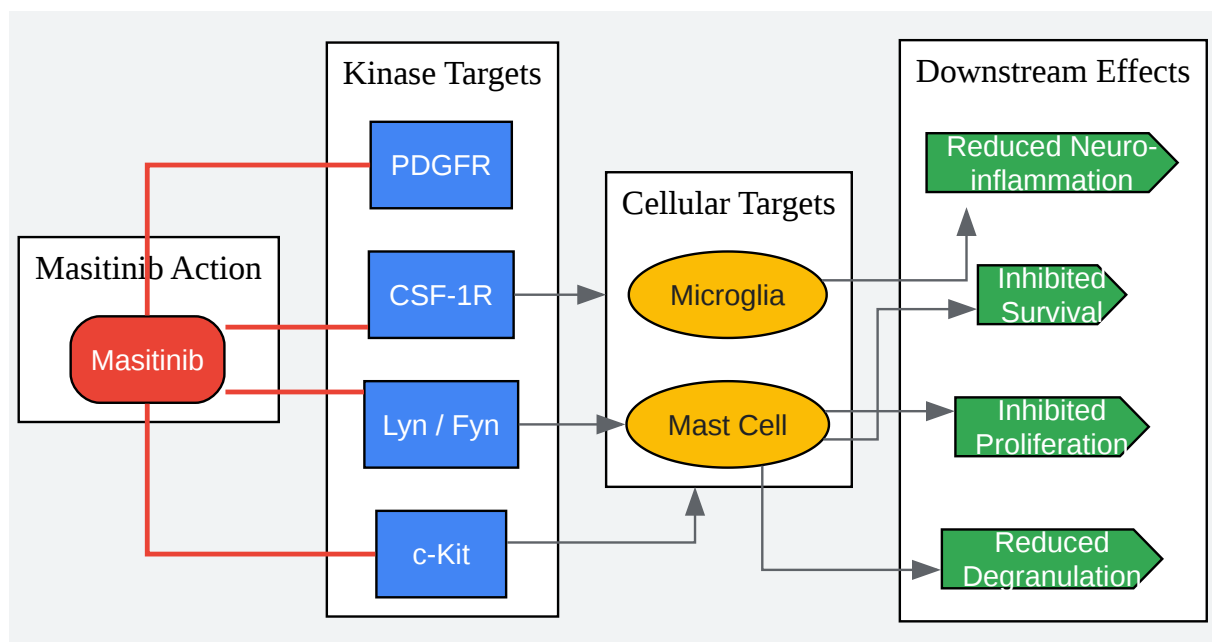 Masitinib Action
Masitinib
Kinase Targets
PDGFR
CSF-1R
Lyn / Fyn
c-Kit
Cellular Targets
Microglia
Mast Cell
Downstream Effects
Reduced Neuro-
inflammation
Inhibited
Survival
Inhibited
Proliferation
Reduced
Degranulation